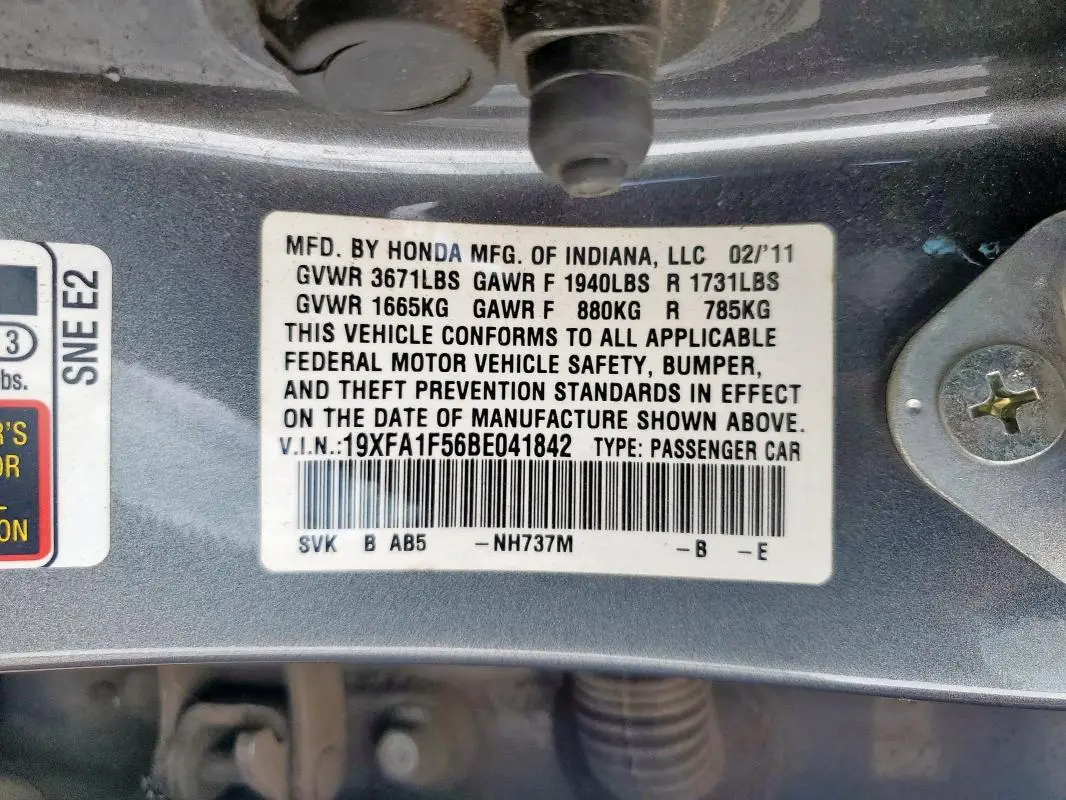 MFD. BY HONDA MFG. OF INDIANA, LLC 02/'11
GVWR 3671LBS GAWR F 1940LBS R 1731LBS
GVWR 1665KG GAWR F 880KG R 785KG
THIS VEHICLE CONFORMS TO ALL APPLICABLE
FEDERAL MOTOR VEHICLE SAFETY, BUMPER,
AND THEFT PREVENTION STANDARDS IN EFFECT
ON THE DATE OF MANUFACTURE SHOWN ABOVE.
V.I.N.:19XFA1F56BE041842 TYPE: PASSENGER CAR
SVK B AB5 -NH737M -B -E
SNE E2
3
bs.
R'S
OR
ON